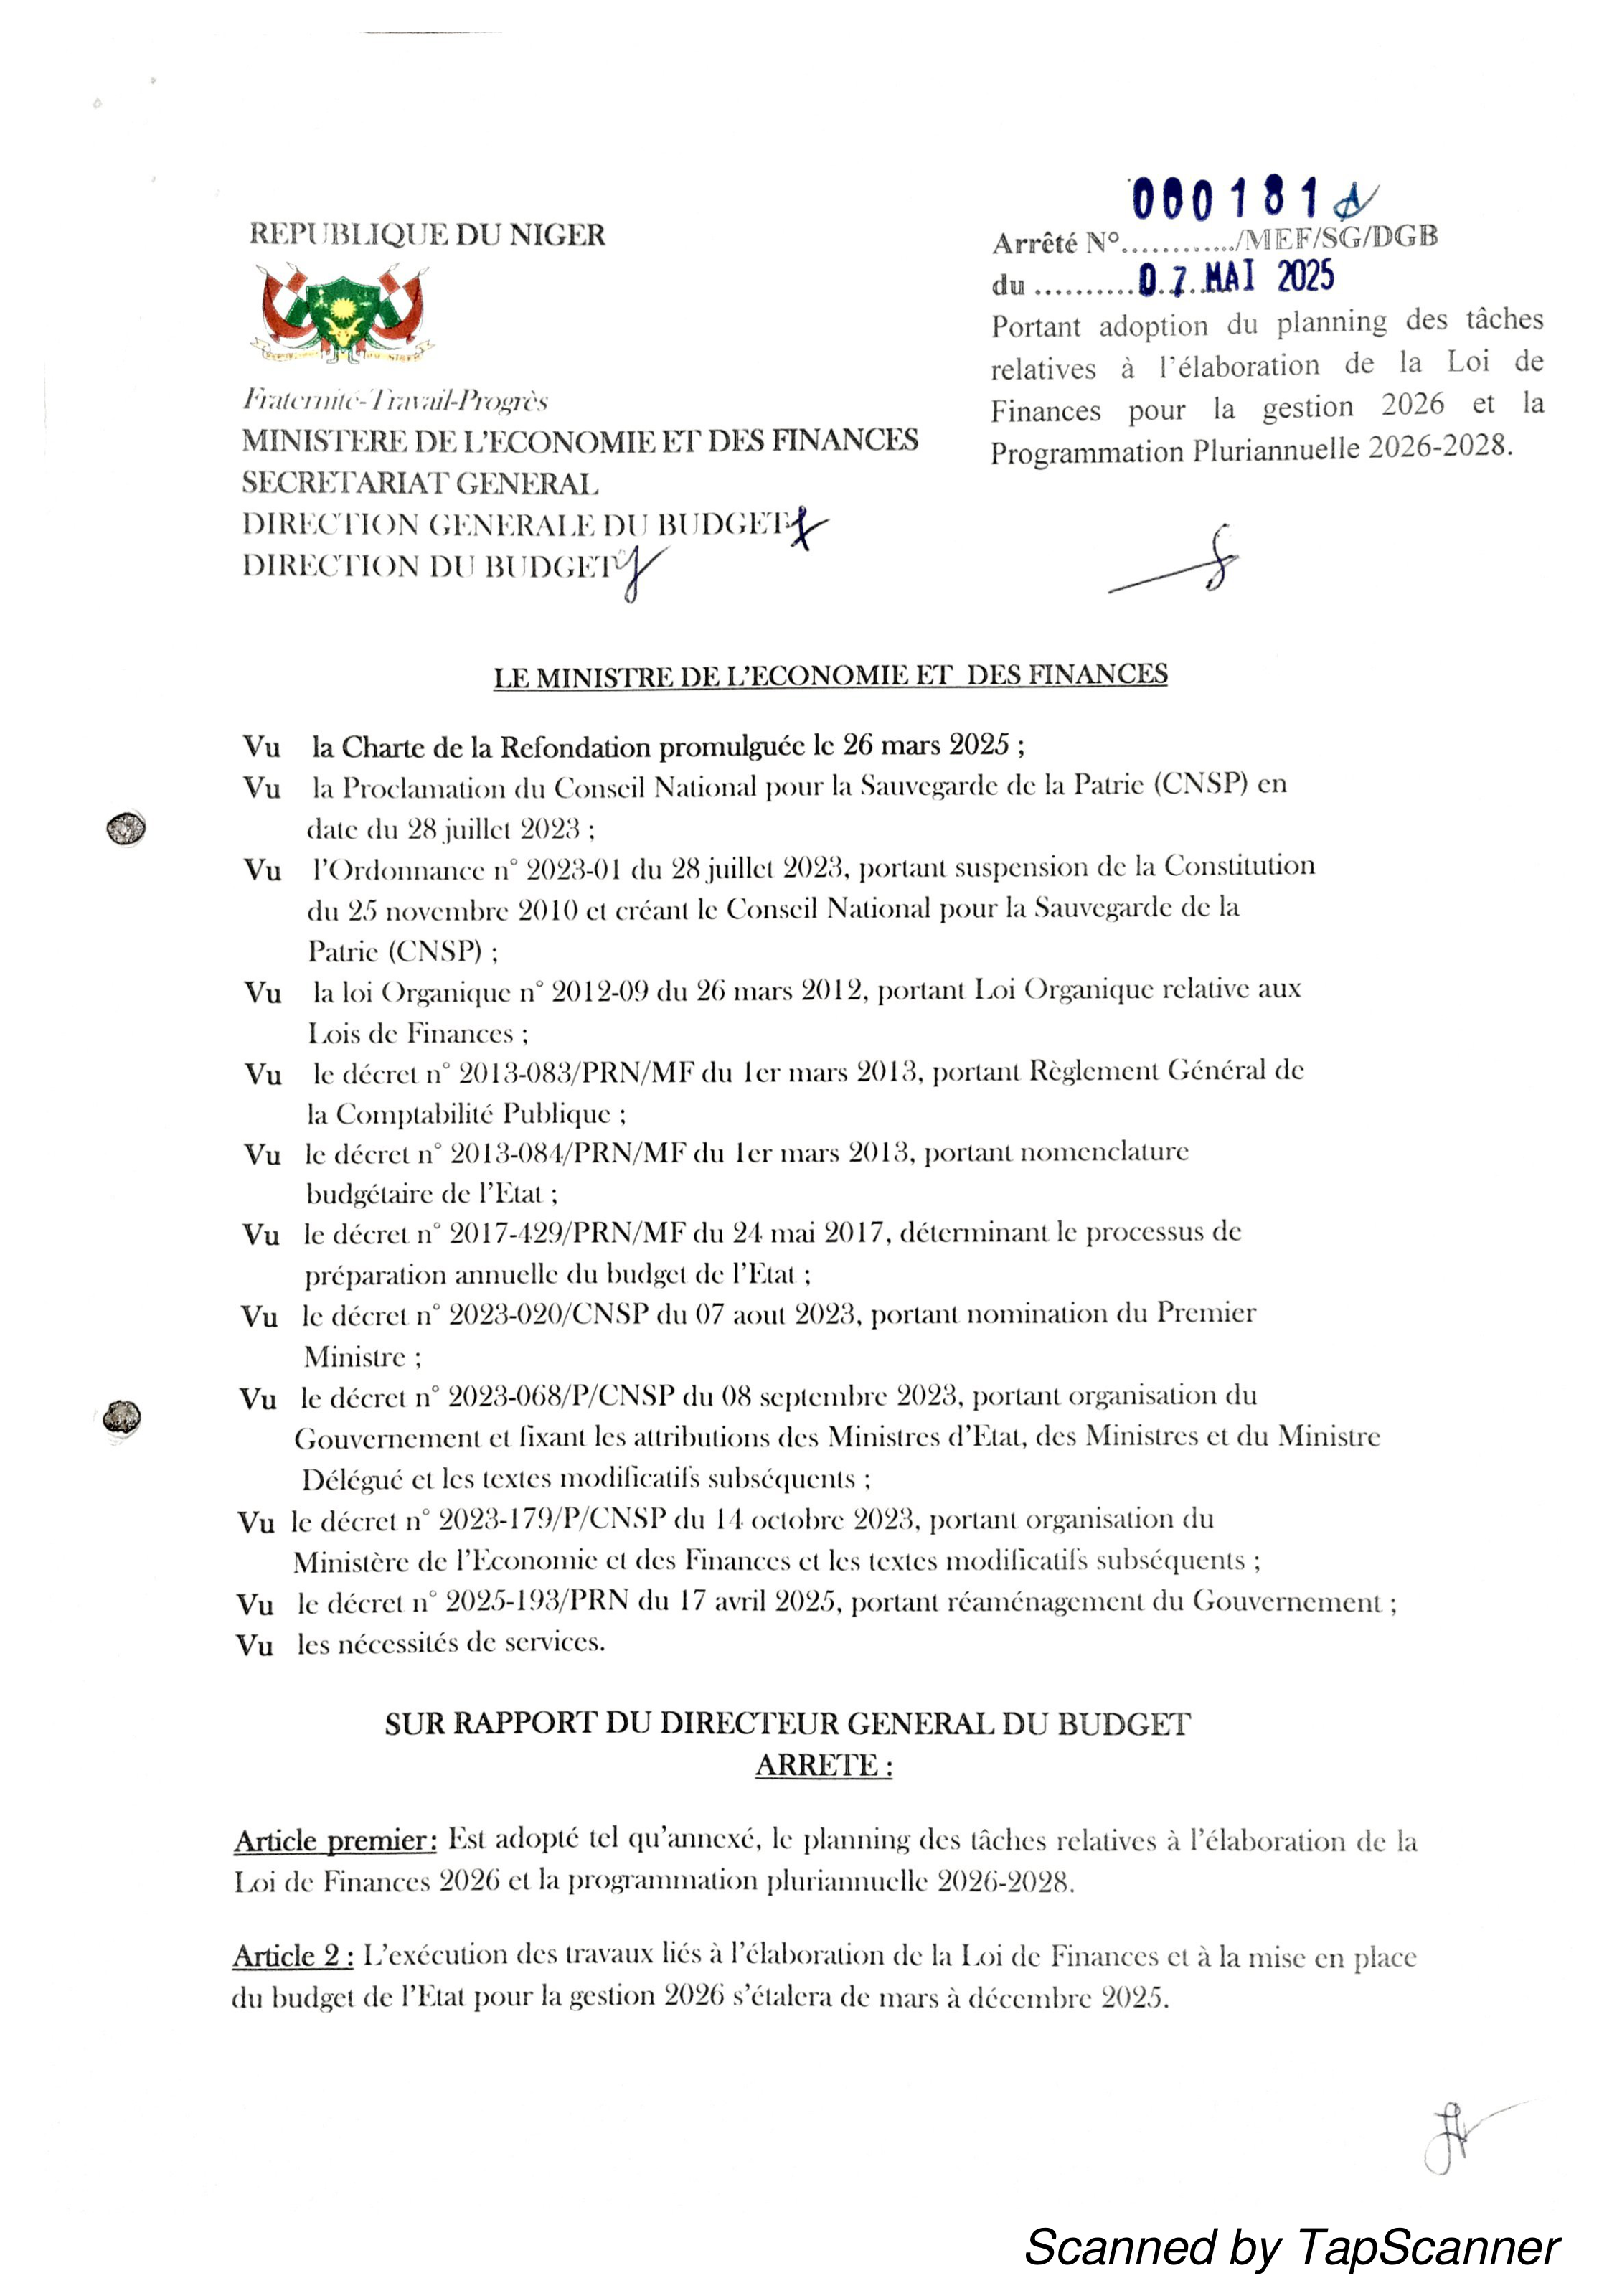 REPUBLIQUE DU NIGER
Fraternité-Travail-Progrès
MINISTERE DE L'ECONOMIE ET DES FINANCES
SECRETARIAT GENERAL
DIRECTION GENERALE DU BUDGET
DIRECTION DU BUDGET
000181
Arrêté N°............/MEF/SG/DGB
du ..........07 MAI 2025
Portant adoption du planning des tâches
relatives à l'élaboration de la Loi de
Finances pour la gestion 2026 et la
Programmation Pluriannuelle 2026-2028.
LE MINISTRE DE L'ECONOMIE ET DES FINANCES
Vu la Charte de la Refondation promulguée le 26 mars 2025 ;
Vu la Proclamation du Conseil National pour la Sauvegarde de la Patrie (CNSP) en
date du 28 juillet 2023 ;
Vu l'Ordonnance n° 2023-01 du 28 juillet 2023, portant suspension de la Constitution
du 25 novembre 2010 et créant le Conseil National pour la Sauvegarde de la
Patrie (CNSP) ;
Vu la loi Organique n° 2012-09 du 26 mars 2012, portant Loi Organique relative aux
Lois de Finances ;
Vu le décret n° 2013-083/PRN/MF du 1er mars 2013, portant Règlement Général de
la Comptabilité Publique ;
Vu le décret n° 2013-084/PRN/MF du 1er mars 2013, portant nomenclature
budgétaire de l'Etat ;
Vu le décret n° 2017-429/PRN/MF du 24 mai 2017, déterminant le processus de
préparation annuelle du budget de l'Etat ;
Vu le décret n° 2023-020/CNSP du 07 aout 2023, portant nomination du Premier
Ministre ;
Vu le décret n° 2023-068/P/CNSP du 08 septembre 2023, portant organisation du
Gouvernement et fixant les attributions des Ministres d'Etat, des Ministres et du Ministre
Délégué et les textes modificatifs subséquents ;
Vu le décret n° 2023-179/P/CNSP du 14 octobre 2023, portant organisation du
Ministère de l'Economie et des Finances et les textes modificatifs subséquents ;
Vu le décret n° 2025-193/PRN du 17 avril 2025, portant réaménagement du Gouvernement ;
Vu les nécessités de services.
SUR RAPPORT DU DIRECTEUR GENERAL DU BUDGET
ARRETE :
Article premier: Est adopté tel qu'annexé, le planning des tâches relatives à l'élaboration de la
Loi de Finances 2026 et la programmation pluriannuelle 2026-2028.
Article 2 : L'exécution des travaux liés à l'élaboration de la Loi de Finances et à la mise en place
du budget de l'Etat pour la gestion 2026 s'étalera de mars à décembre 2025.
Scanned by TapScanner